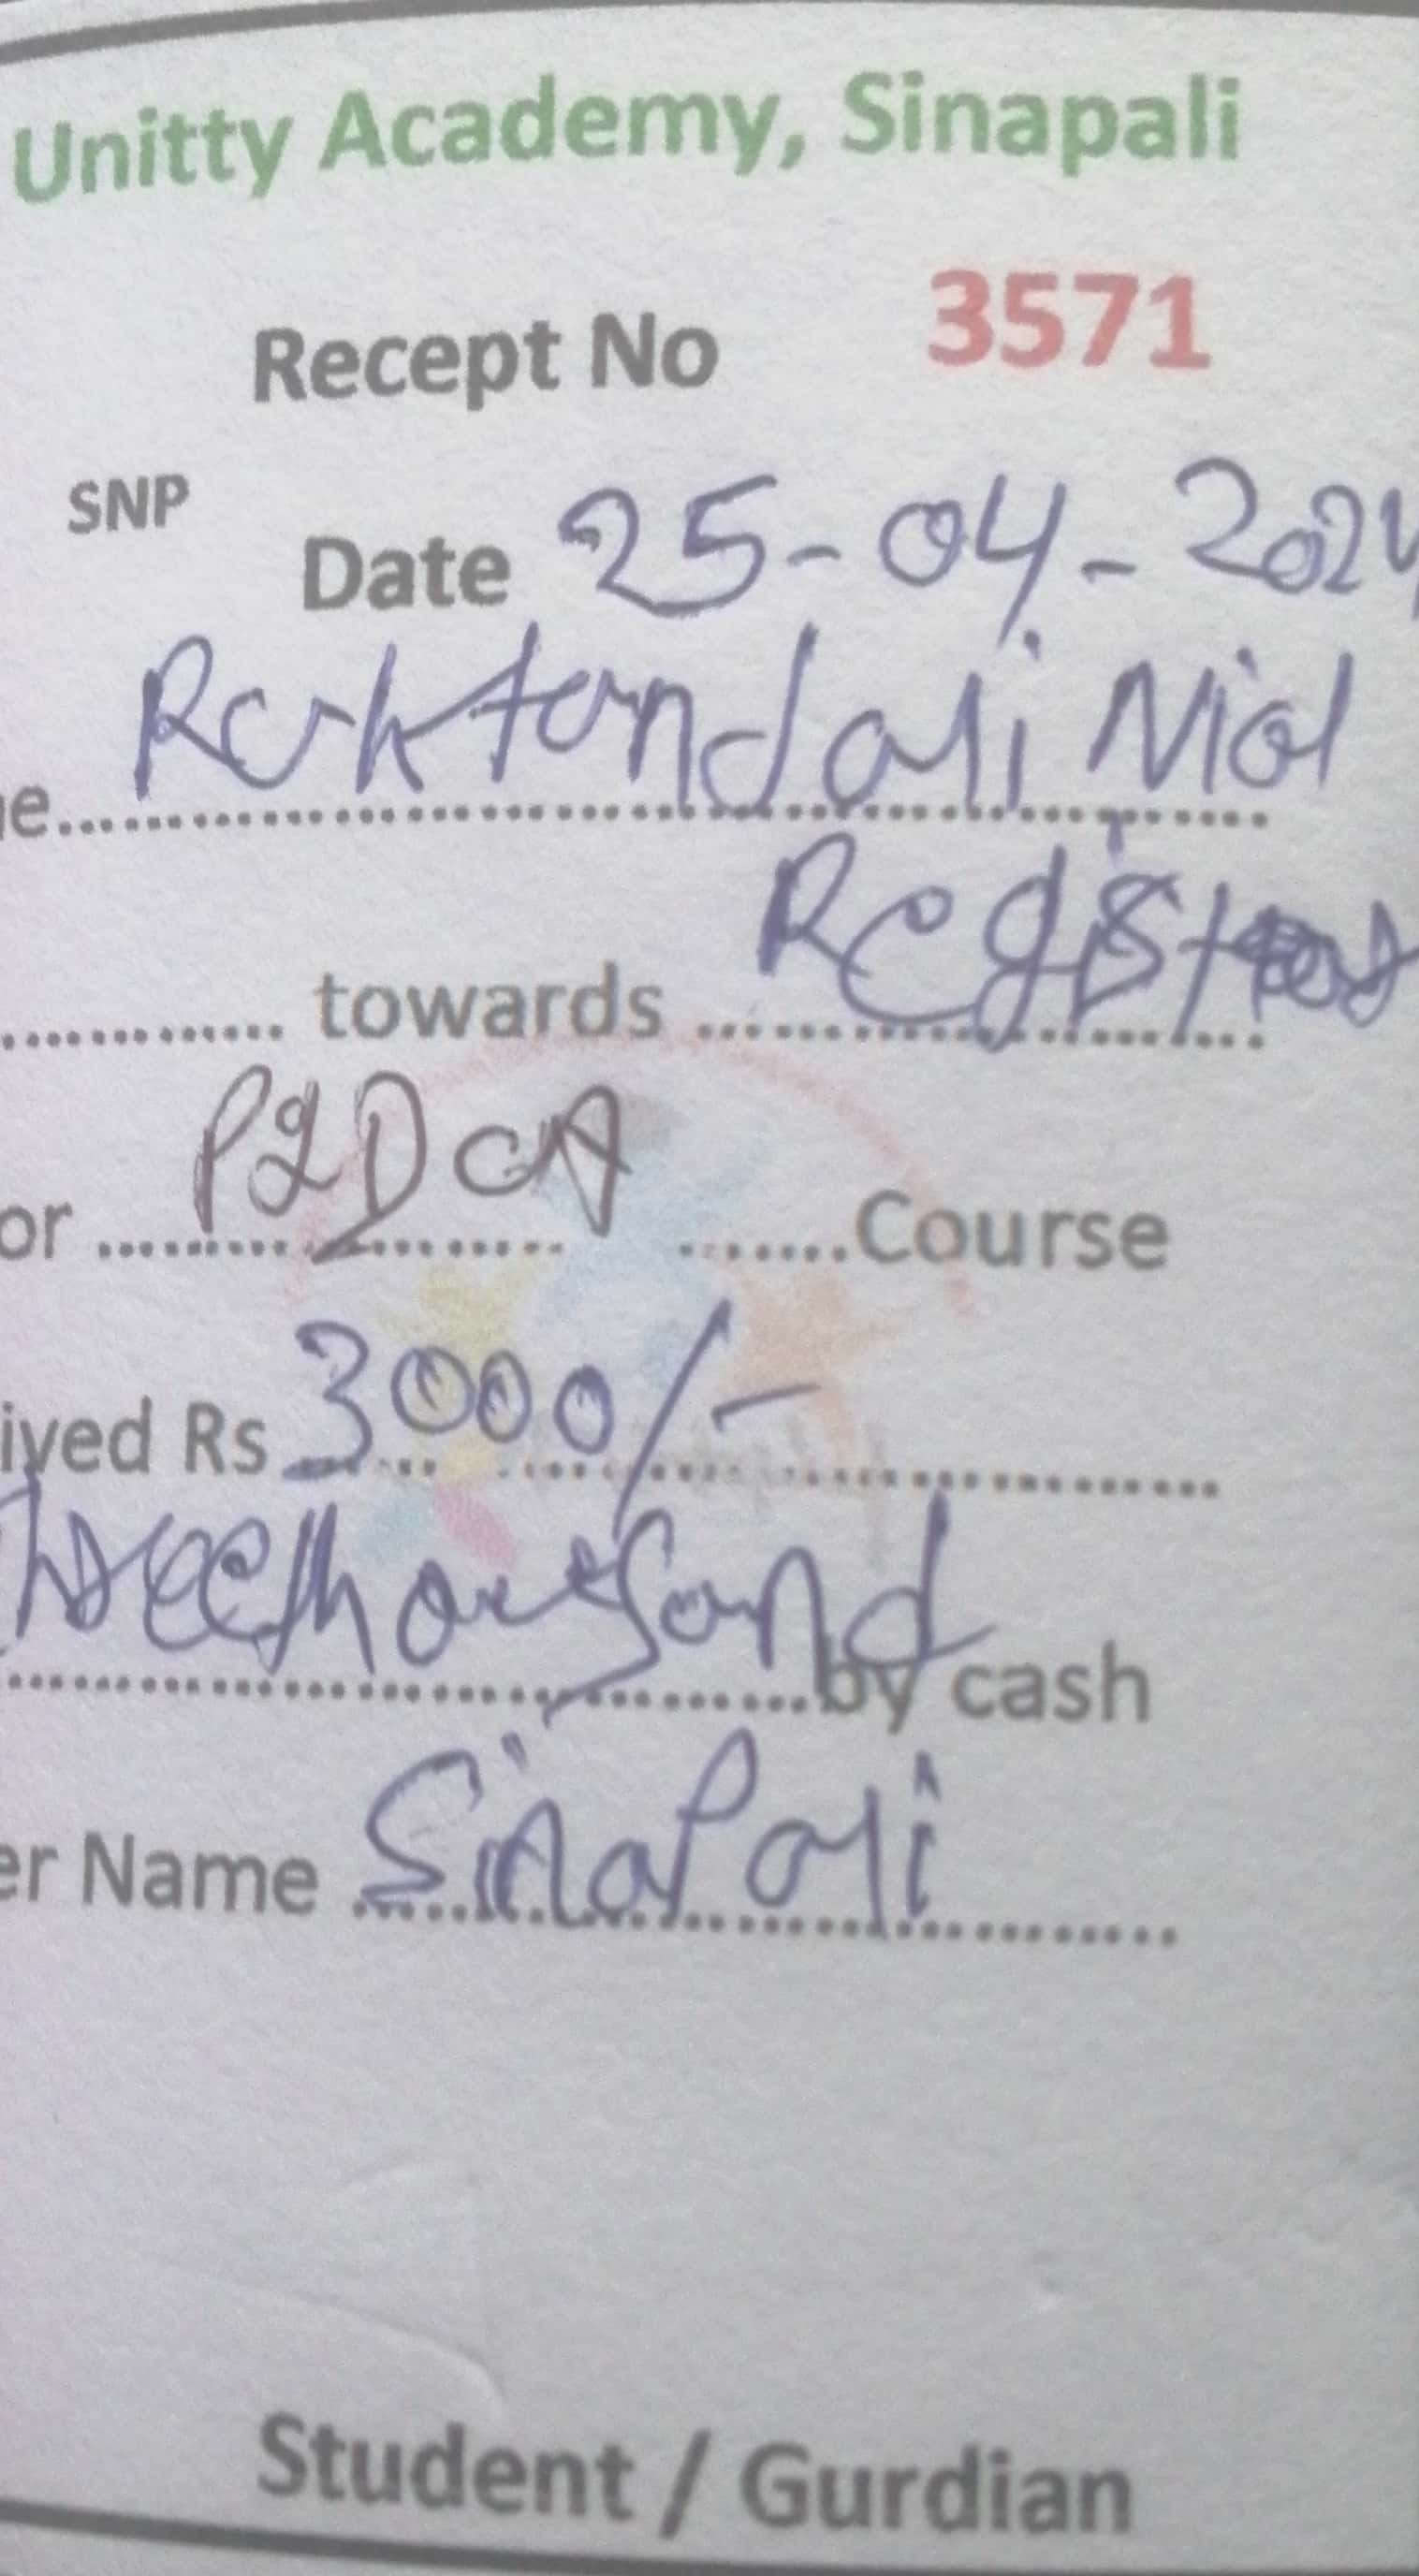 Unitty Academy, Sinapali
Recept No 3571
SNP
Date 25-04-2024
e.......... Raktandali Nial
............ towards .......... Regist
or .......... PGDCA .......Course
ived Rs 3000/-
Threethousand by cash
er Name Sinapali
Student / Gurdian